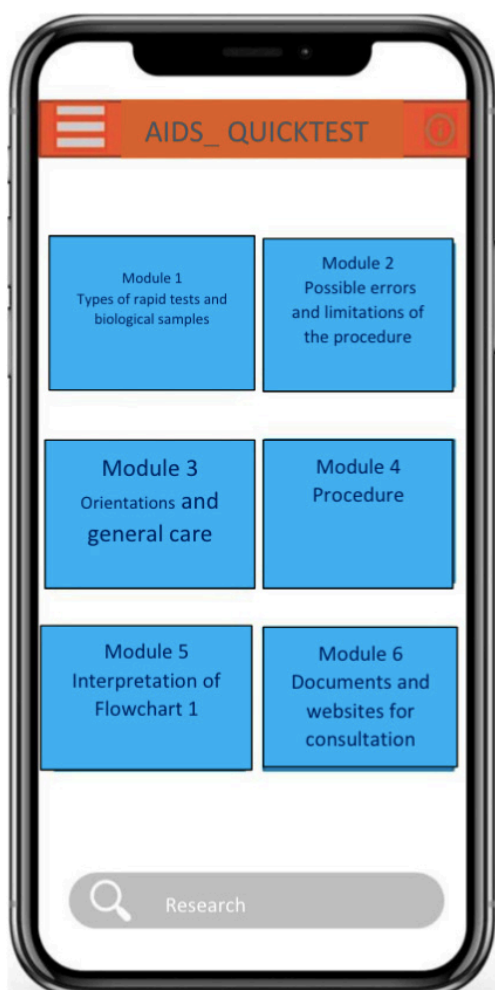 AIDS_ QUICKTEST
Module 1
Types of rapid tests and
biological samples
Module 2
Possible errors
and limitations of
the procedure
Module 3
Orientations and
general care
Module 4
Procedure
Module 5
Interpretation of
Flowchart 1
Module 6
Documents and
websites for
consultation
Research